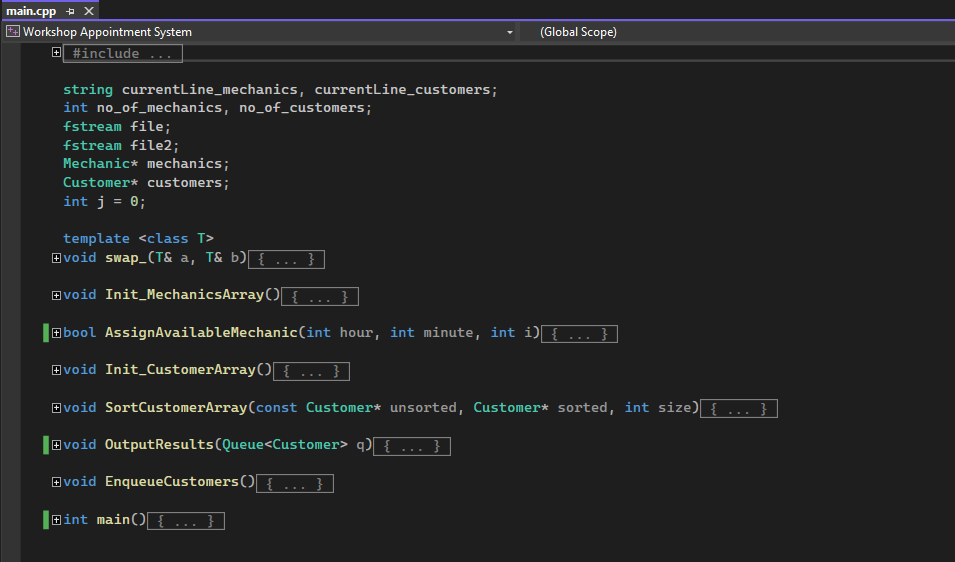 main.cpp
Workshop Appointment System (Global Scope)
#include ...
string currentLine_mechanics, currentLine_customers;
int no_of_mechanics, no_of_customers;
fstream file;
fstream file2;
Mechanic* mechanics;
Customer* customers;
int j = 0;
template <class T>
void swap_(T& a, T& b){ ... }
void Init_MechanicsArray(){ ... }
bool AssignAvailableMechanic(int hour, int minute, int i){ ... }
void Init_CustomerArray(){ ... }
void SortCustomerArray(const Customer* unsorted, Customer* sorted, int size){ ... }
void OutputResults(Queue<Customer> q){ ... }
void EnqueueCustomers(){ ... }
int main(){ ... }